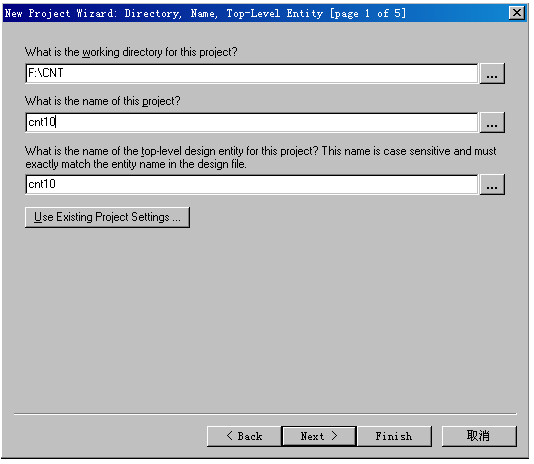 New Project Wizard: Directory, Name, Top-Level Entity [page 1 of 5]
What is the working directory for this project?
F:\CNT
...
What is the name of this project?
cnt10
...
What is the name of the top-level design entity for this project? This name is case sensitive and must
exactly match the entity name in the design file.
cnt10
...
Use Existing Project Settings ...
< Back
Next >
Finish
取消